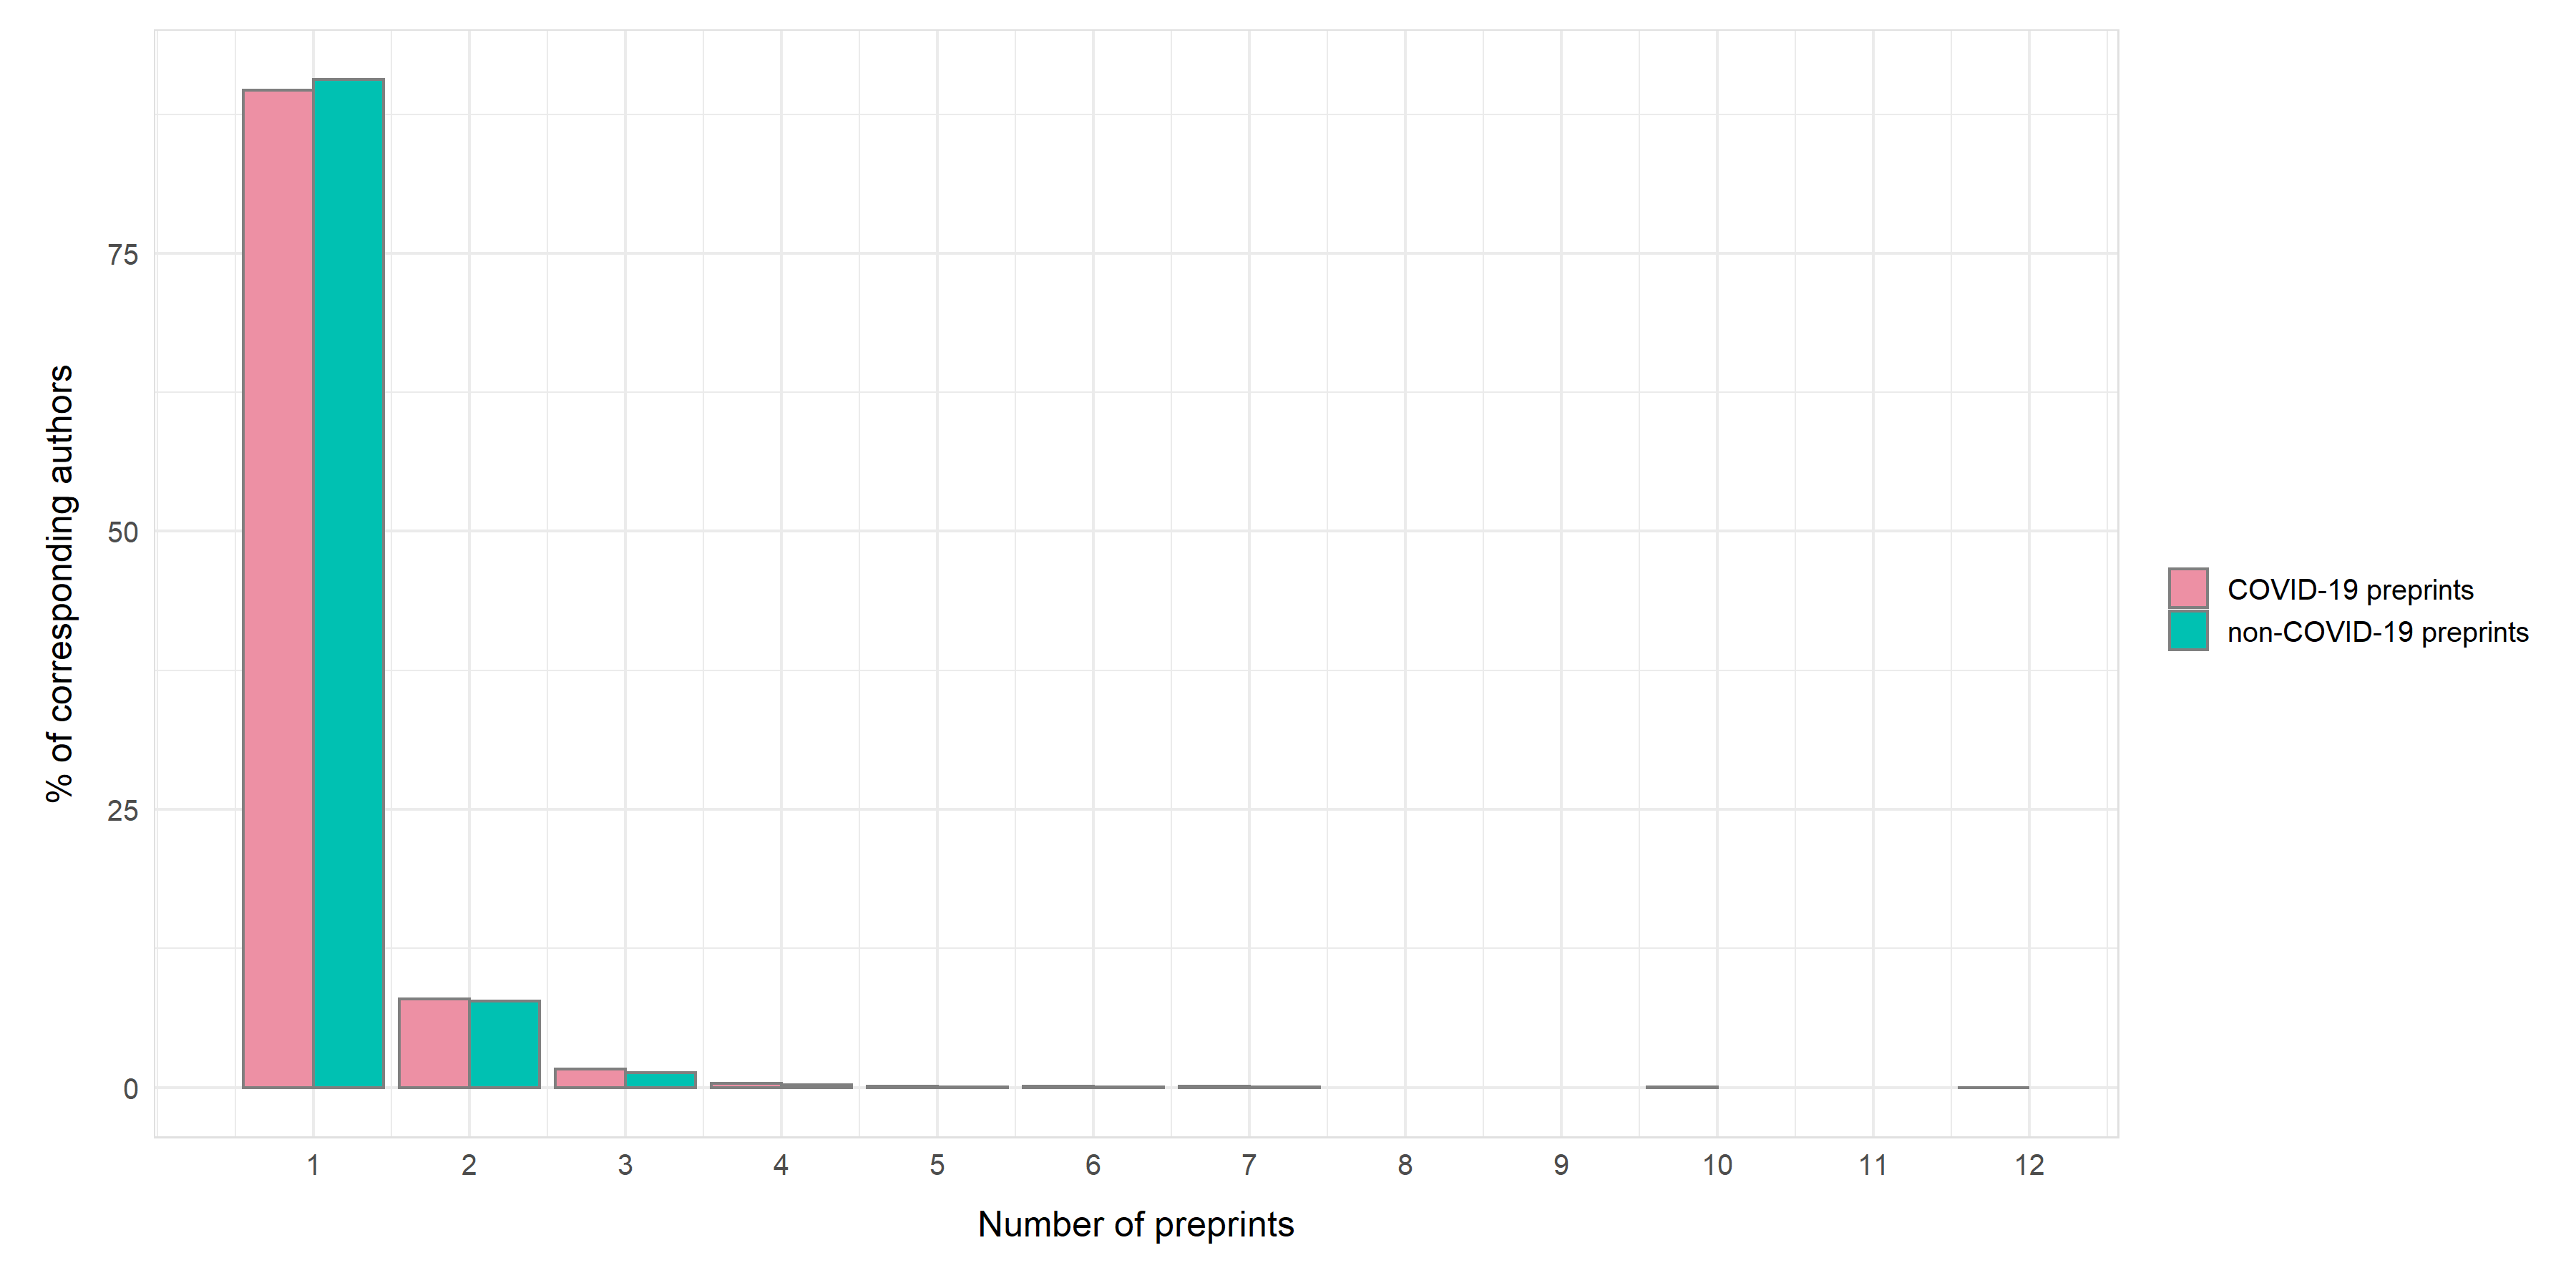 % of corresponding authors
75
50
25
0
1 2 3 4 5 6 7 8 9 10 11 12
Number of preprints
COVID-19 preprints
non-COVID-19 preprints